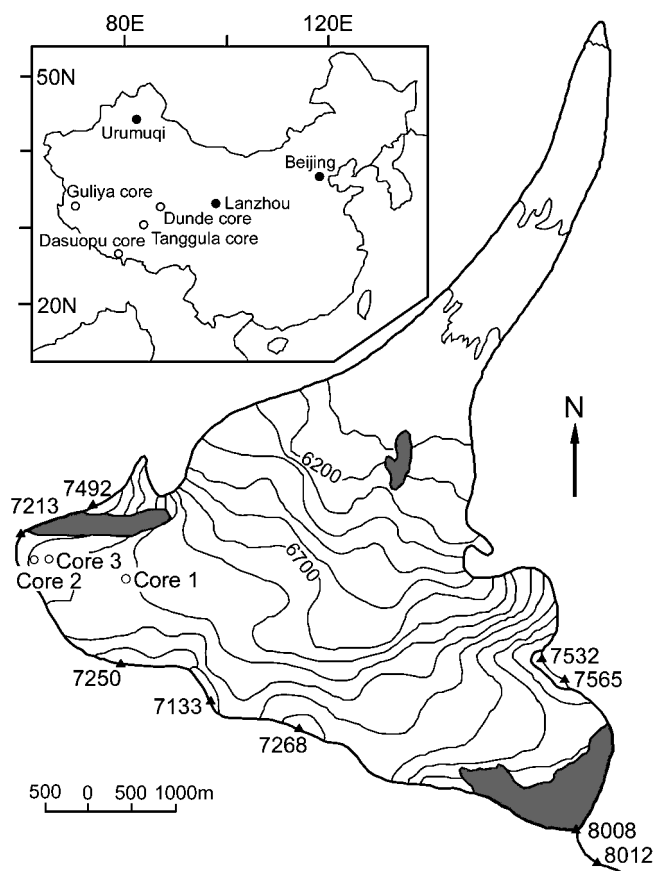 80E 120E
50N
Urumuqi
Beijing
Guliya core
Lanzhou
Dunde core
Dasuopu core Tanggula core
20N
N
6200
7492
7213
6700
Core 3
Core 2 Core 1
7532
7250 7565
7133
7268
500 0 500 1000m
8008
8012